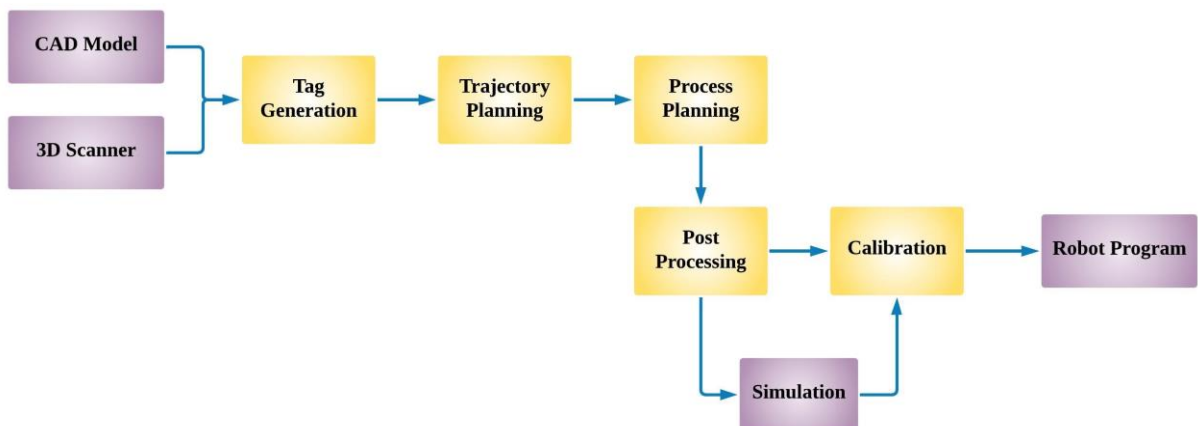 CAD Model
3D Scanner
Tag
Generation
Trajectory
Planning
Process
Planning
Post
Processing
Calibration
Robot Program
Simulation